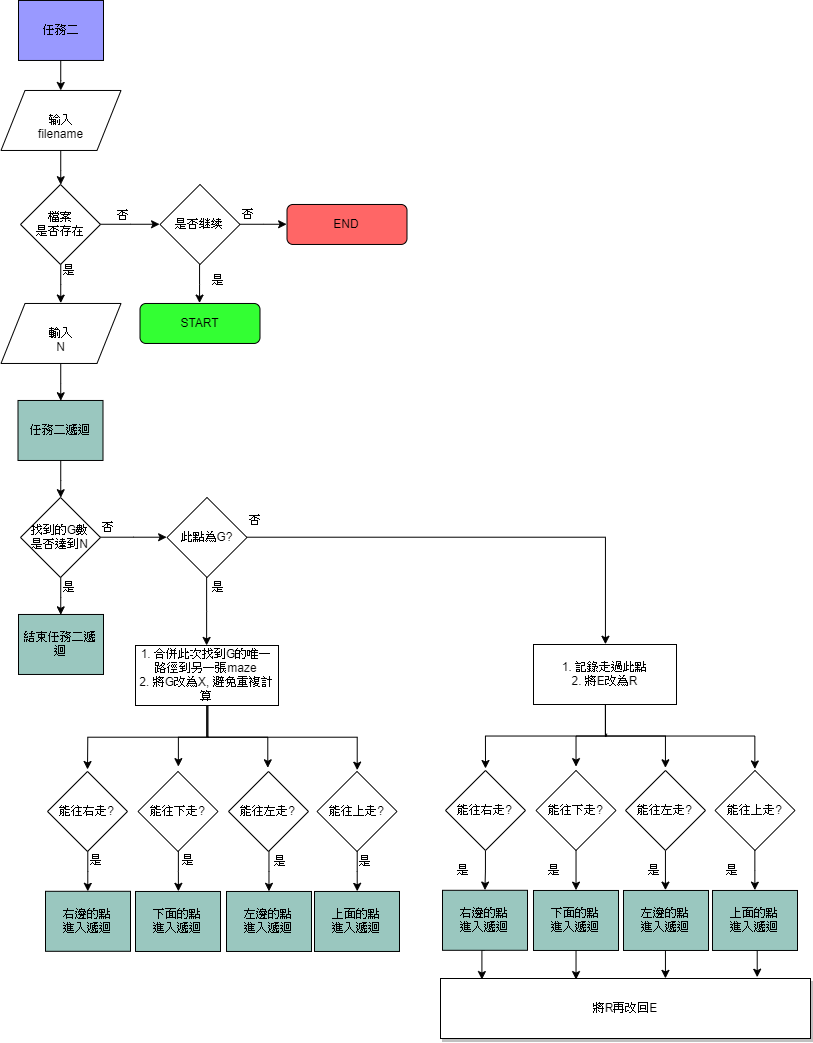 任務二
輸入
filename
檔案
是否存在
否
是否继续
否
END
是
是
START
輸入
N
任務二遞迴
找到的G數
是否達到N
否
此點為G?
否
是
是
結束任務二遞
迴
1. 合併此次找到G的唯一
路徑到另一張maze
2. 將G改為X, 避免重複計
算
1. 記錄走過此點
2. 將E改為R
能往右走?
能往下走?
能往左走?
能往上走?
能往右走?
能往下走?
能往左走?
能往上走?
是
是
是
是
是
是
是
是
右邊的點
進入遞迴
下面的點
進入遞迴
左邊的點
進入遞迴
上面的點
進入遞迴
右邊的點
進入遞迴
下面的點
進入遞迴
左邊的點
進入遞迴
上面的點
進入遞迴
將R再改回E